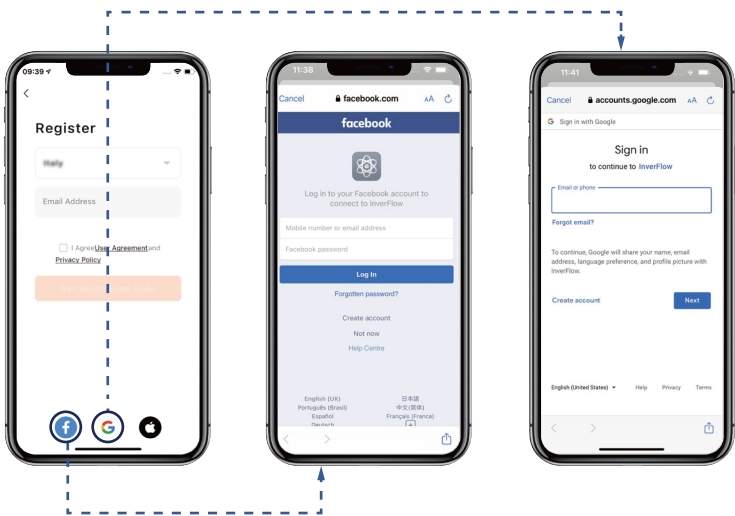 09:39
Register
Italy
Email Address
I Agree User Agreement and
Privacy Policy
11:38
Cancel
facebook.com
AA
facebook
Log in to your Facebook account to
connect to InverFlow
Mobile number or email address
Facebook password
Log In
Forgotten password?
Create account
Not now
Help Centre
English (UK)
日本語
Português (Brasil)
中文(简体)
Español
Français (France)
Deutsch
11:41
Cancel
accounts.google.com
AA
Sign in with Google
Sign in
to continue to InverFlow
Email or phone
Forgot email?
To continue, Google will share your name, email
address, language preference, and profile picture with
InverFlow.
Create account
Next
English (United States)
Help
Privacy
Terms